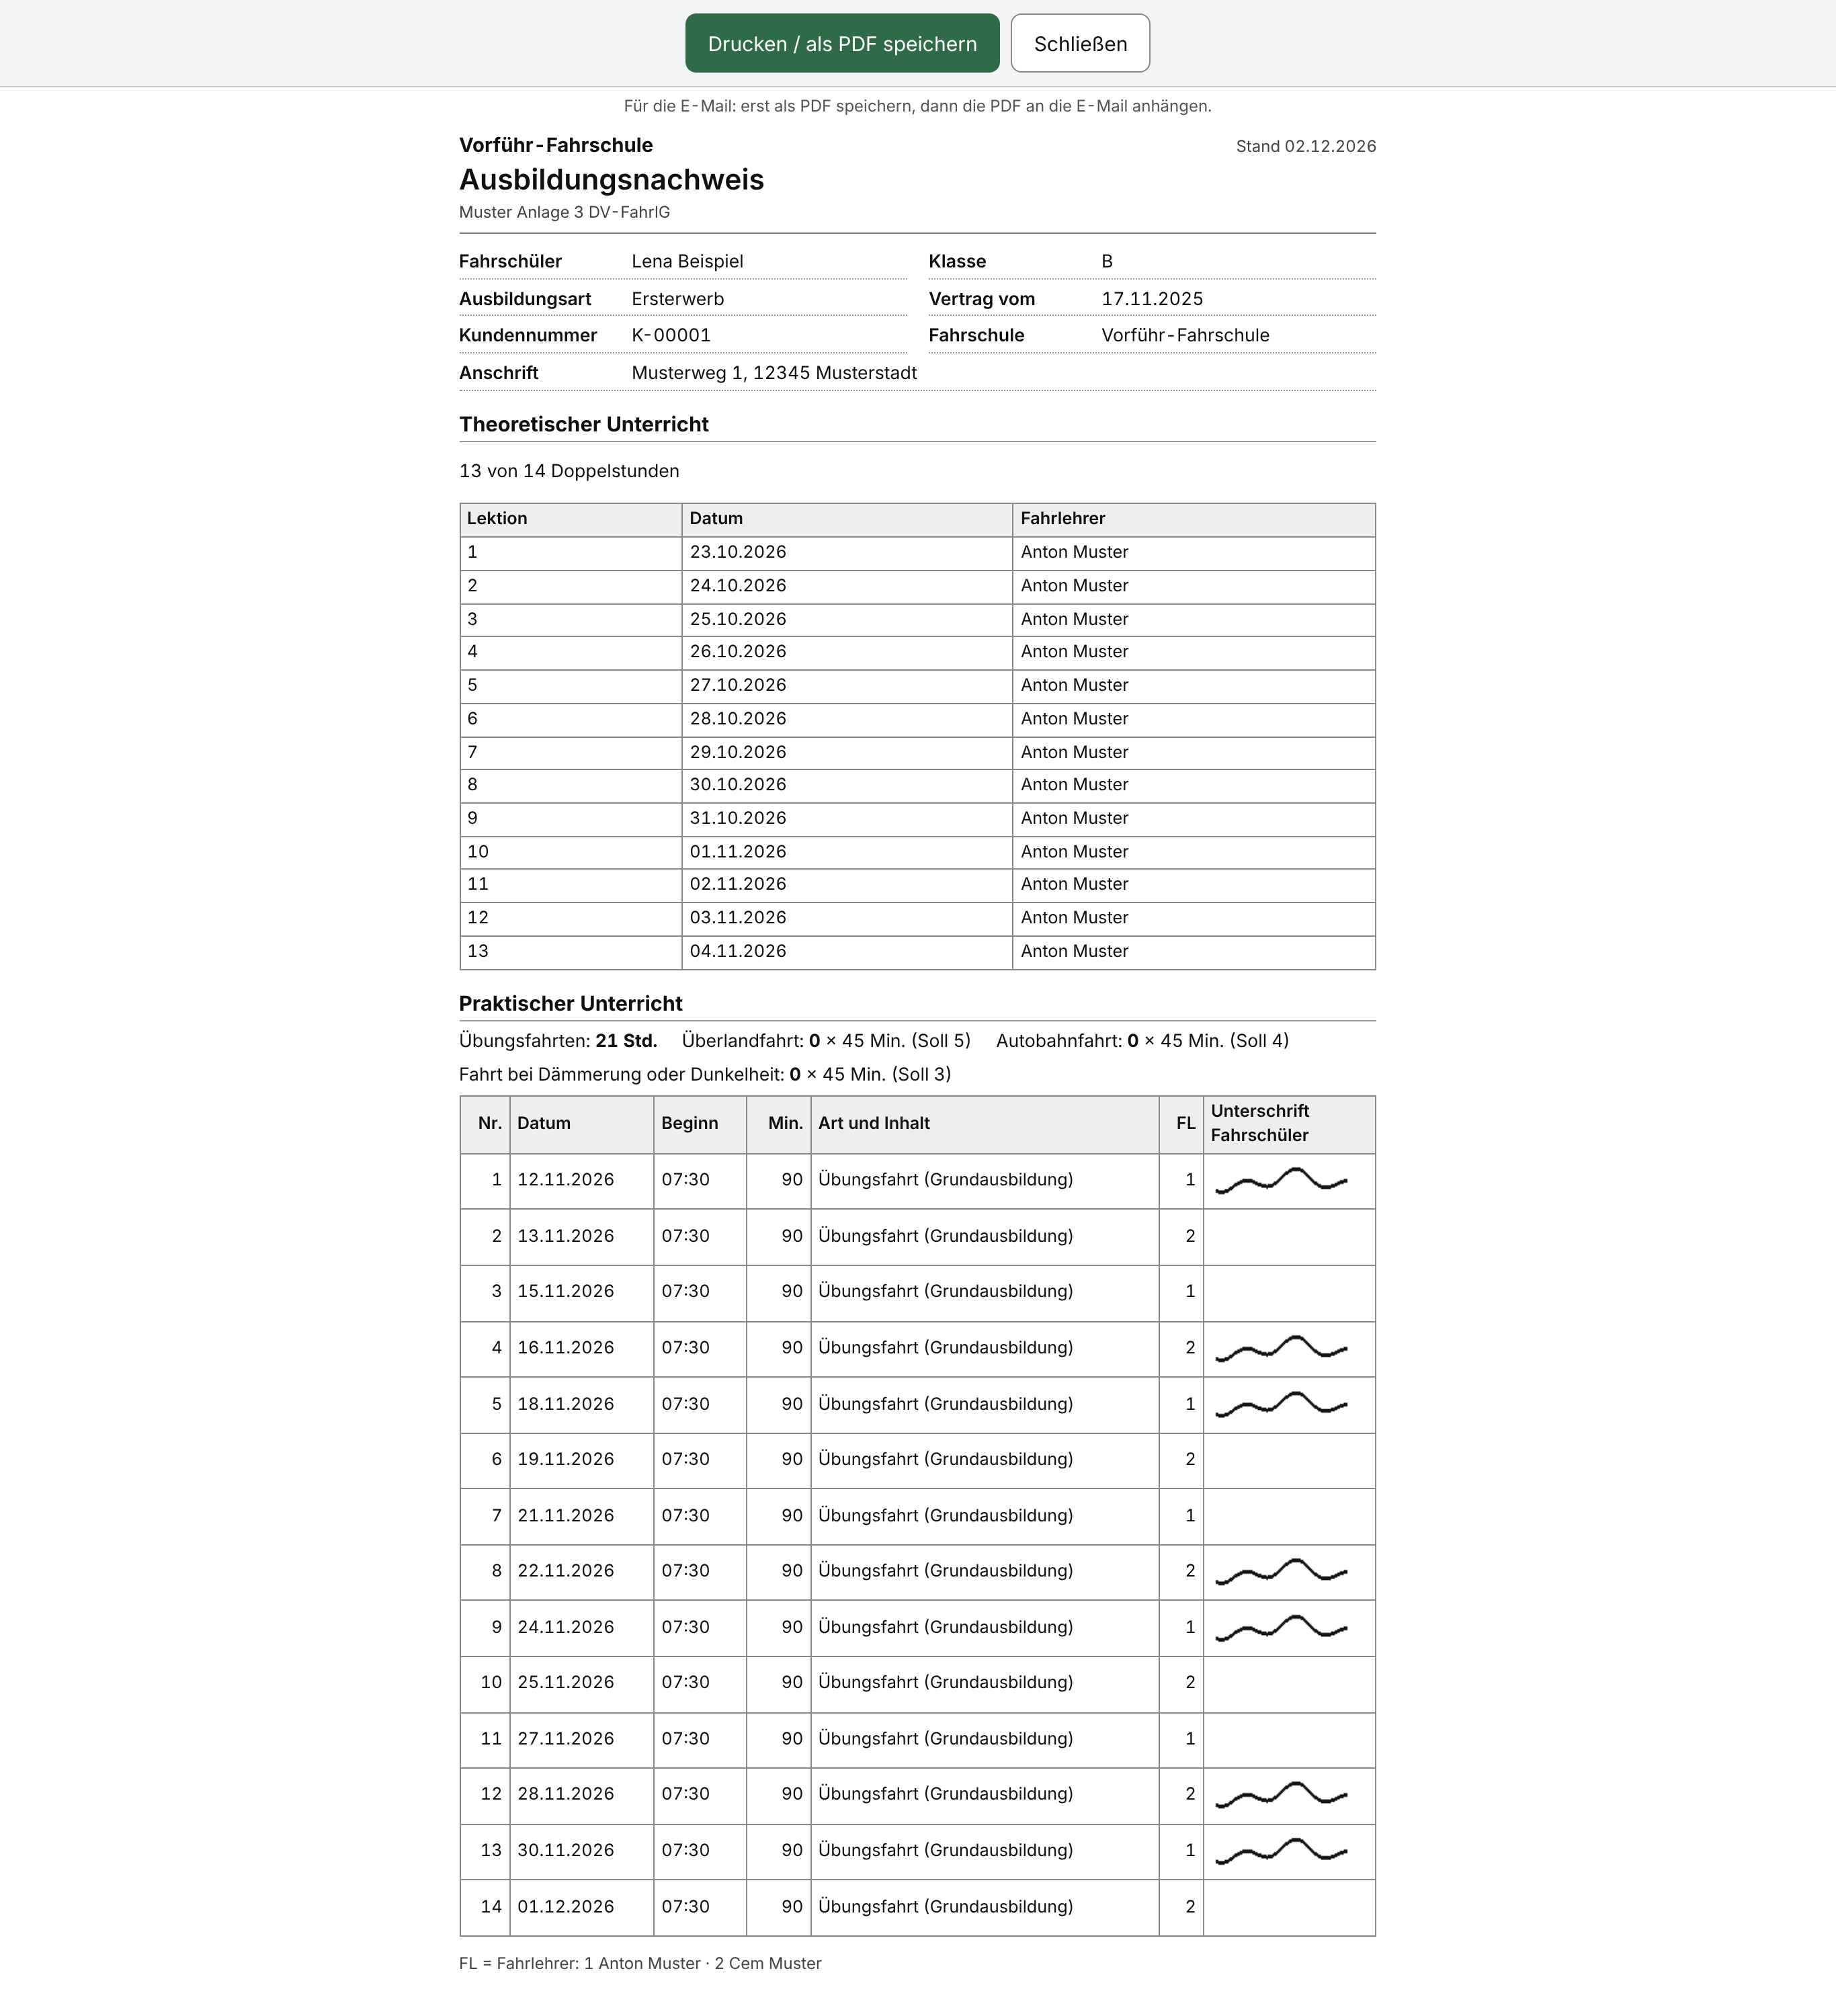 Drucken / als PDF speichern Schließen
Für die E-Mail: erst als PDF speichern, dann die PDF an die E-Mail anhängen.
Vorführ-Fahrschule Stand 02.12.2026
Ausbildungsnachweis
Muster Anlage 3 DV-FahrlG
Fahrschüler Lena Beispiel Klasse B
Ausbildungsart Ersterwerb Vertrag vom 17.11.2025
Kundennummer K-00001 Fahrschule Vorführ-Fahrschule
Anschrift Musterweg 1, 12345 Musterstadt
Theoretischer Unterricht
13 von 14 Doppelstunden
Lektion Datum Fahrlehrer
1 23.10.2026 Anton Muster
2 24.10.2026 Anton Muster
3 25.10.2026 Anton Muster
4 26.10.2026 Anton Muster
5 27.10.2026 Anton Muster
6 28.10.2026 Anton Muster
7 29.10.2026 Anton Muster
8 30.10.2026 Anton Muster
9 31.10.2026 Anton Muster
10 01.11.2026 Anton Muster
11 02.11.2026 Anton Muster
12 03.11.2026 Anton Muster
13 04.11.2026 Anton Muster
Praktischer Unterricht
Übungsfahrten: 21 Std. Überlandfahrt: 0 × 45 Min. (Soll 5) Autobahnfahrt: 0 × 45 Min. (Soll 4)
Fahrt bei Dämmerung oder Dunkelheit: 0 × 45 Min. (Soll 3)
Nr. Datum Beginn Min. Art und Inhalt FL Unterschrift Fahrschüler
1 12.11.2026 07:30 90 Übungsfahrt (Grundausbildung) 1
2 13.11.2026 07:30 90 Übungsfahrt (Grundausbildung) 2
3 15.11.2026 07:30 90 Übungsfahrt (Grundausbildung) 1
4 16.11.2026 07:30 90 Übungsfahrt (Grundausbildung) 2
5 18.11.2026 07:30 90 Übungsfahrt (Grundausbildung) 1
6 19.11.2026 07:30 90 Übungsfahrt (Grundausbildung) 2
7 21.11.2026 07:30 90 Übungsfahrt (Grundausbildung) 1
8 22.11.2026 07:30 90 Übungsfahrt (Grundausbildung) 2
9 24.11.2026 07:30 90 Übungsfahrt (Grundausbildung) 1
10 25.11.2026 07:30 90 Übungsfahrt (Grundausbildung) 2
11 27.11.2026 07:30 90 Übungsfahrt (Grundausbildung) 1
12 28.11.2026 07:30 90 Übungsfahrt (Grundausbildung) 2
13 30.11.2026 07:30 90 Übungsfahrt (Grundausbildung) 1
14 01.12.2026 07:30 90 Übungsfahrt (Grundausbildung) 2
FL = Fahrlehrer: 1 Anton Muster · 2 Cem Muster